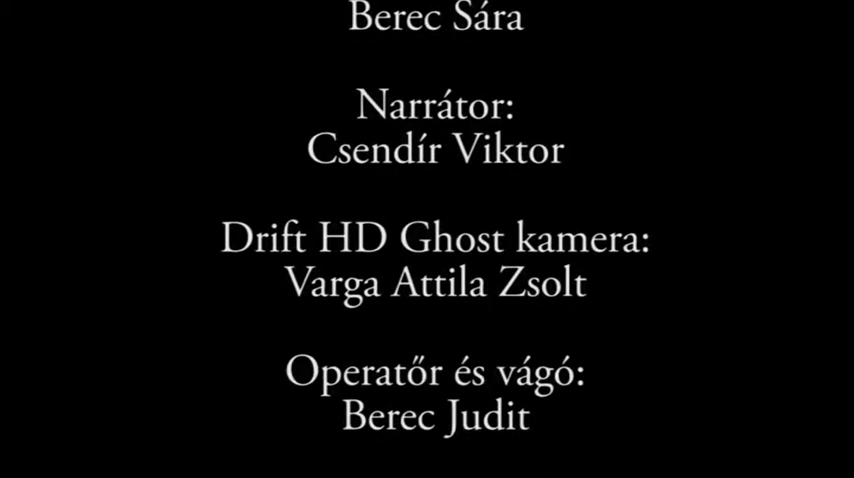 Berec Sára
Narrátor:
Csendír Viktor
Drift HD Ghost kamera:
Varga Attila Zsolt
Operatőr és vágó:
Berec Judit